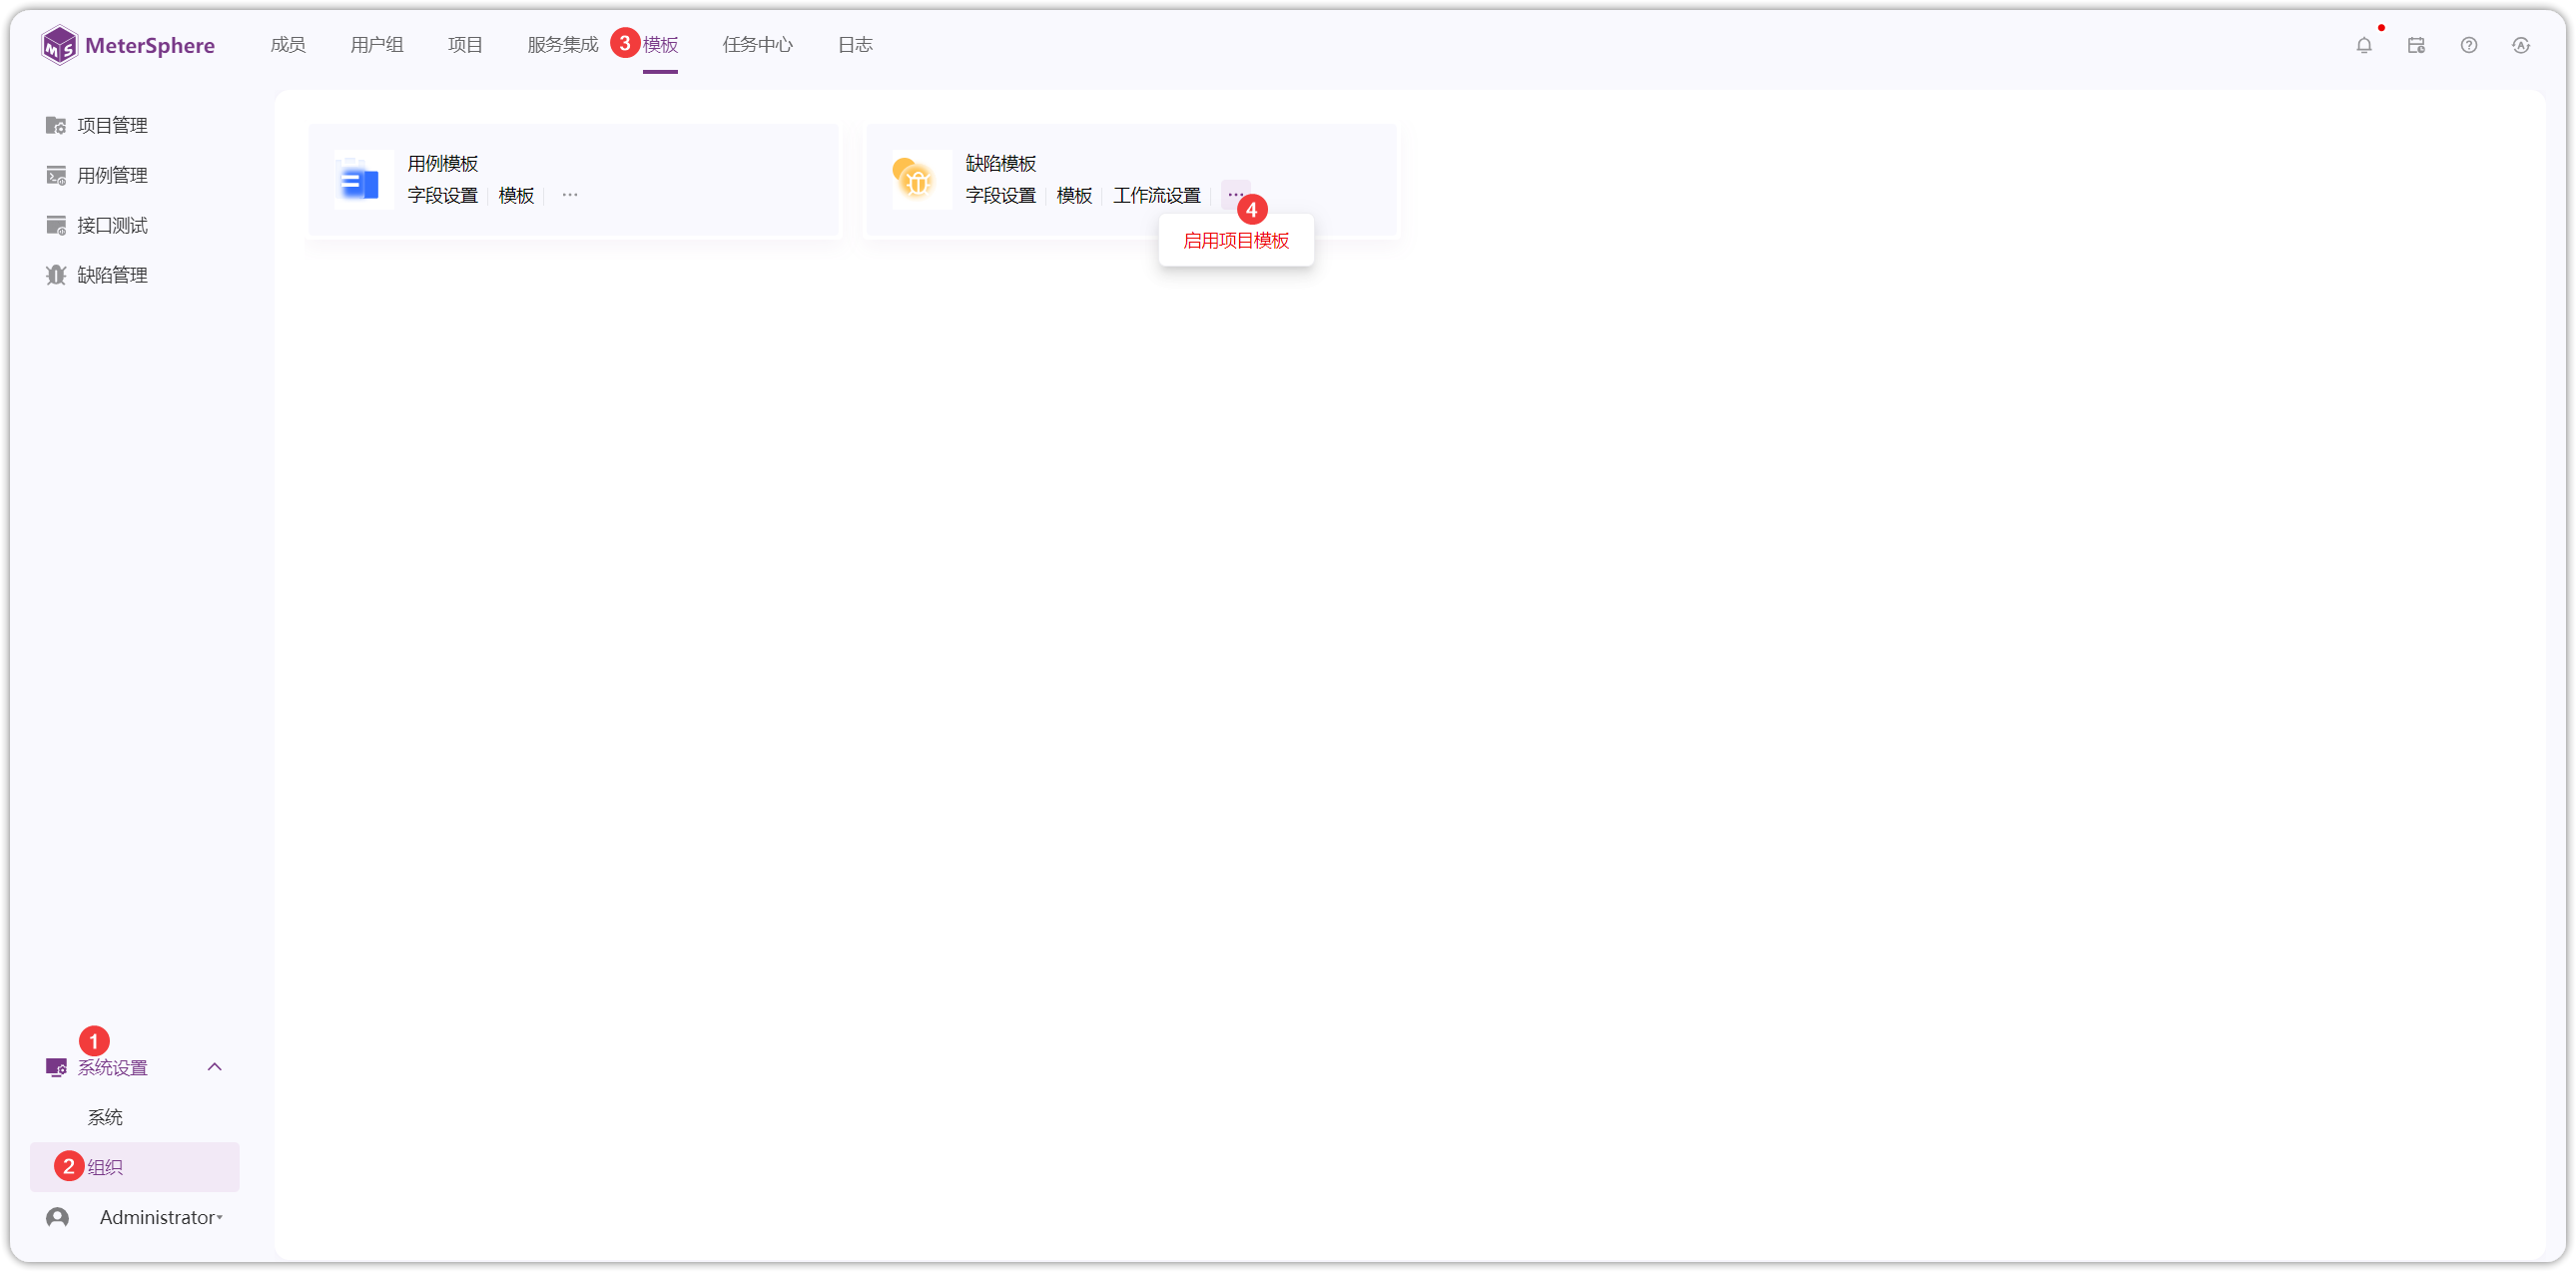 MeterSphere
成员 用户组 项目 服务集成 3 模板 任务中心 日志
项目管理
用例管理
接口测试
缺陷管理
用例模板
字段设置 模板 ...
缺陷模板
字段设置 模板 工作流设置 ...
4
启用项目模板
1
系统设置
系统
2 组织
Administrator